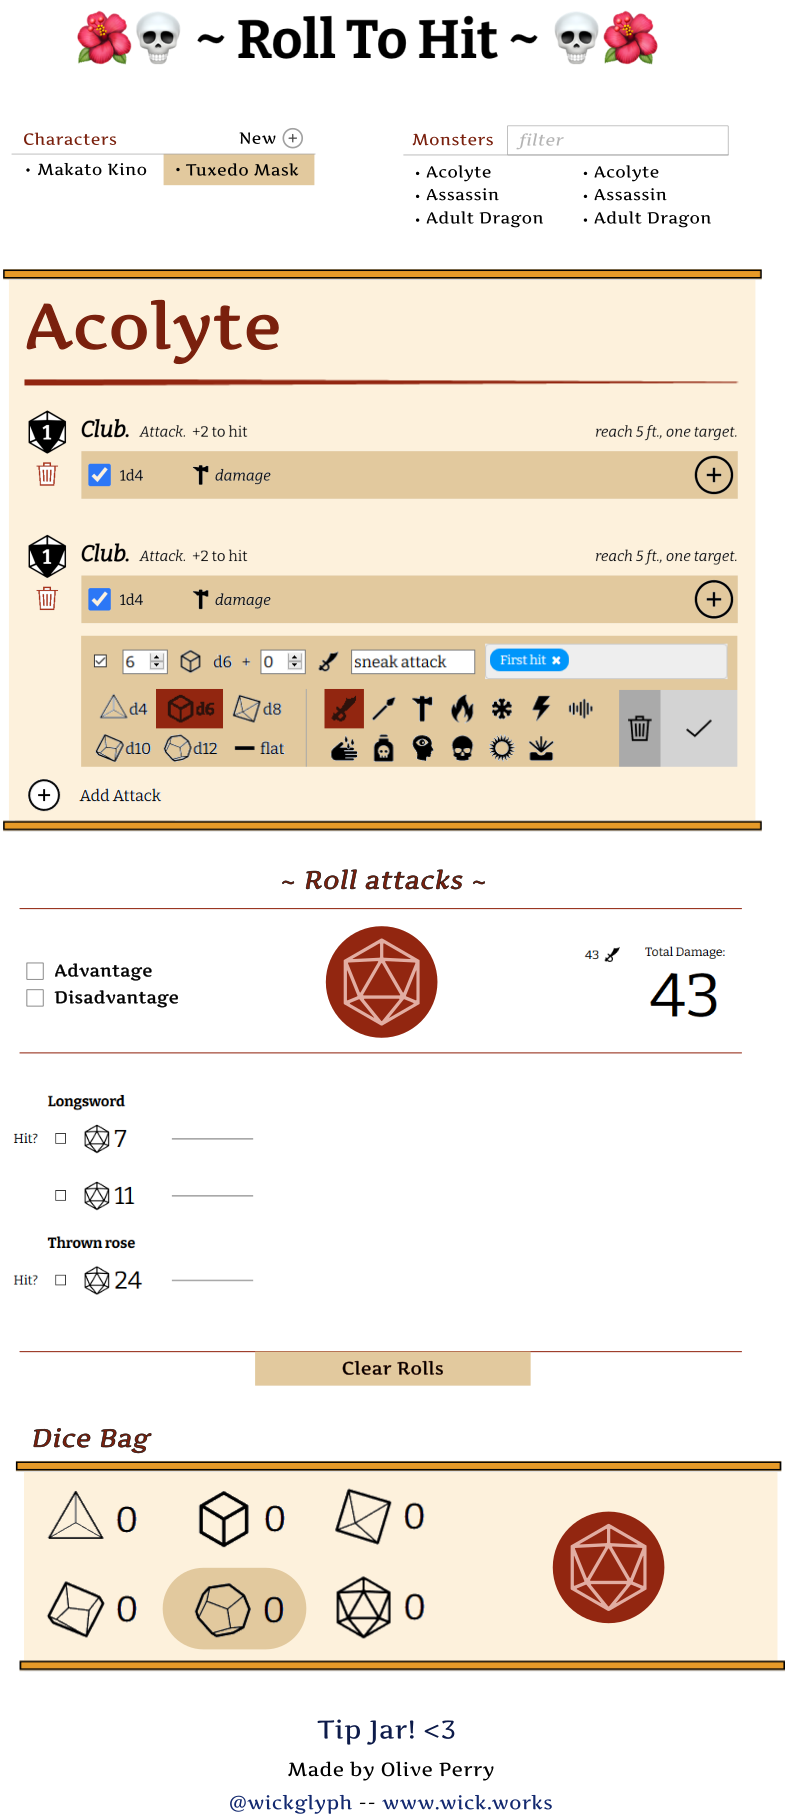 ~ Roll To Hit ~
Characters New
• Makato Kino • Tuxedo Mask
Monsters filter
• Acolyte • Acolyte
• Assassin • Assassin
• Adult Dragon • Adult Dragon
Acolyte
1 Club. Attack. +2 to hit reach 5 ft., one target.
1d4 damage
1 Club. Attack. +2 to hit reach 5 ft., one target.
1d4 damage
6 d6 + 0 sneak attack First hit ×
d4 d6 d8
d10 d12 flat
Add Attack
~ Roll attacks ~
Advantage
Disadvantage
43 Total Damage:
43
Longsword
Hit? 7
11
Thrown rose
Hit? 24
Clear Rolls
Dice Bag
0 0 0
0 0 0
Tip Jar! <3
Made by Olive Perry
@wickglyph -- www.wick.works